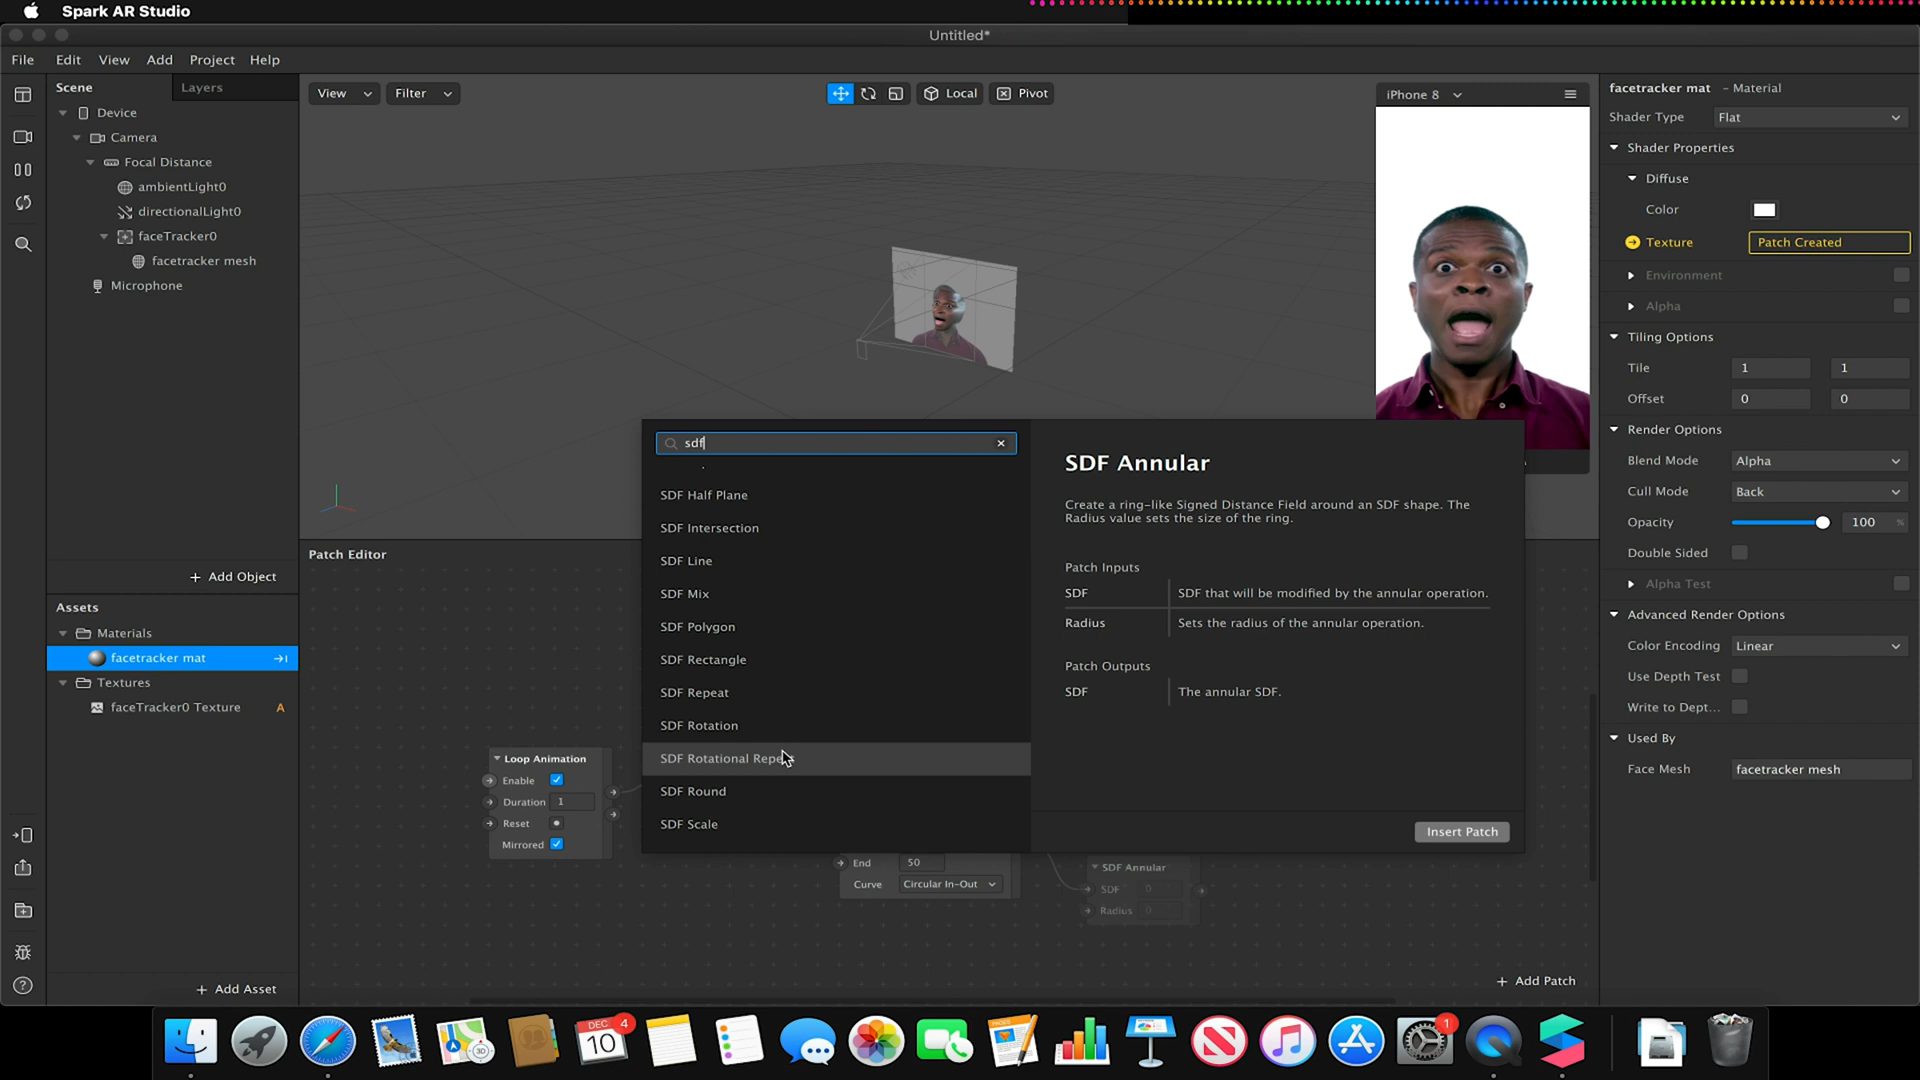 Spark AR Studio
Untitled*
File Edit View Add Project Help
Scene Layers
Device
Camera
Focal Distance
ambientLight0
directionalLight0
faceTracker0
facetracker mesh
Microphone
+ Add Object
Assets
Materials
facetracker mat
Textures
faceTracker0 Texture A
+ Add Asset
View Filter
Local Pivot
iPhone 8
sdf
SDF Half Plane
SDF Intersection
SDF Line
SDF Mix
SDF Polygon
SDF Rectangle
SDF Repeat
SDF Rotation
SDF Rotational Repeat
SDF Round
SDF Scale
SDF Annular
Create a ring-like Signed Distance Field around an SDF shape. The
Radius value sets the size of the ring.
Patch Inputs
SDF SDF that will be modified by the annular operation.
Radius Sets the radius of the annular operation.
Patch Outputs
SDF The annular SDF.
Insert Patch
Patch Editor
Loop Animation
Enable
Duration 1
Reset
Mirrored
End 50
Curve Circular In-Out
SDF Annular
SDF 0
Radius 0
+ Add Patch
facetracker mat - Material
Shader Type Flat
Shader Properties
Diffuse
Color
Texture Patch Created
Environment
Alpha
Tiling Options
Tile 1 1
Offset 0 0
Render Options
Blend Mode Alpha
Cull Mode Back
Opacity 100 %
Double Sided
Alpha Test
Advanced Render Options
Color Encoding Linear
Use Depth Test
Write to Dept...
Used By
Face Mesh facetracker mesh
DEC. 4
10
3D
1